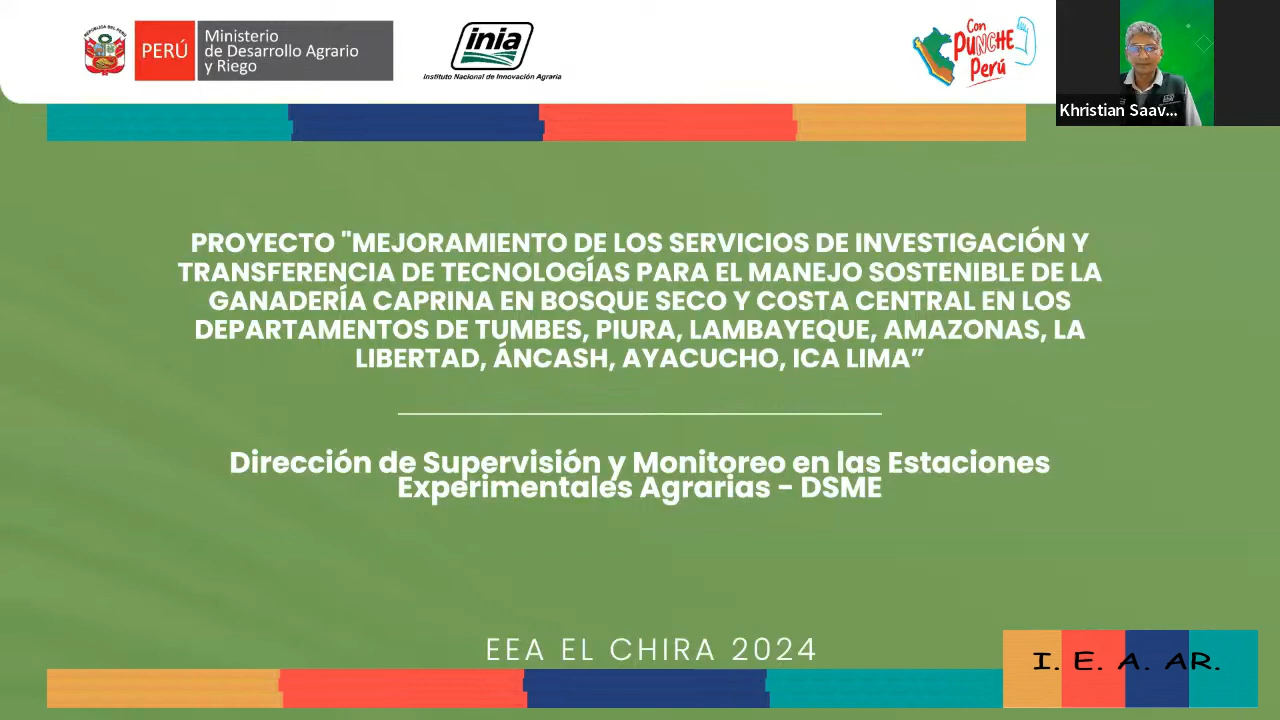 REPÚBLICA DEL PERÚ
PERÚ
Ministerio
de Desarrollo Agrario
y Riego
inia
Instituto Nacional de Innovación Agraria
Con
PUNCHE
Perú
Khristian Saav...
PROYECTO "MEJORAMIENTO DE LOS SERVICIOS DE INVESTIGACIÓN Y
TRANSFERENCIA DE TECNOLOGÍAS PARA EL MANEJO SOSTENIBLE DE LA
GANADERÍA CAPRINA EN BOSQUE SECO Y COSTA CENTRAL EN LOS
DEPARTAMENTOS DE TUMBES, PIURA, LAMBAYEQUE, AMAZONAS, LA
LIBERTAD, ÁNCASH, AYACUCHO, ICA LIMA”
Dirección de Supervisión y Monitoreo en las Estaciones
Experimentales Agrarias - DSME
EEA EL CHIRA 2024
I. E. A. AR.